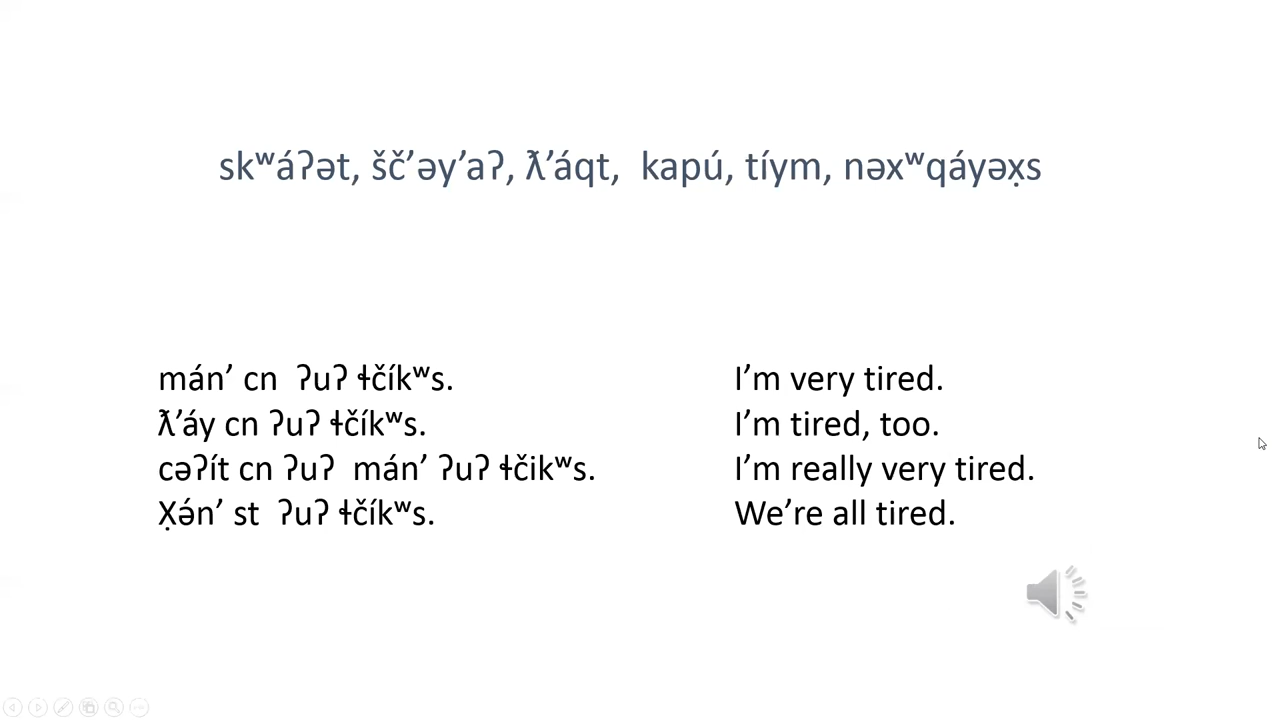 skʷáʔət, šč’əy’aʔ, ƛ’áqt, kapú, tíym, nəxʷqáyəx̣s
mán’ cn ʔuʔ ɬčíkʷs.
ƛ’áy cn ʔuʔ ɬčíkʷs.
cəʔít cn ʔuʔ mán’ ʔuʔ ɬčikʷs.
X̣ə́n’ st ʔuʔ ɬčíkʷs.
I’m very tired.
I’m tired, too.
I’m really very tired.
We’re all tired.